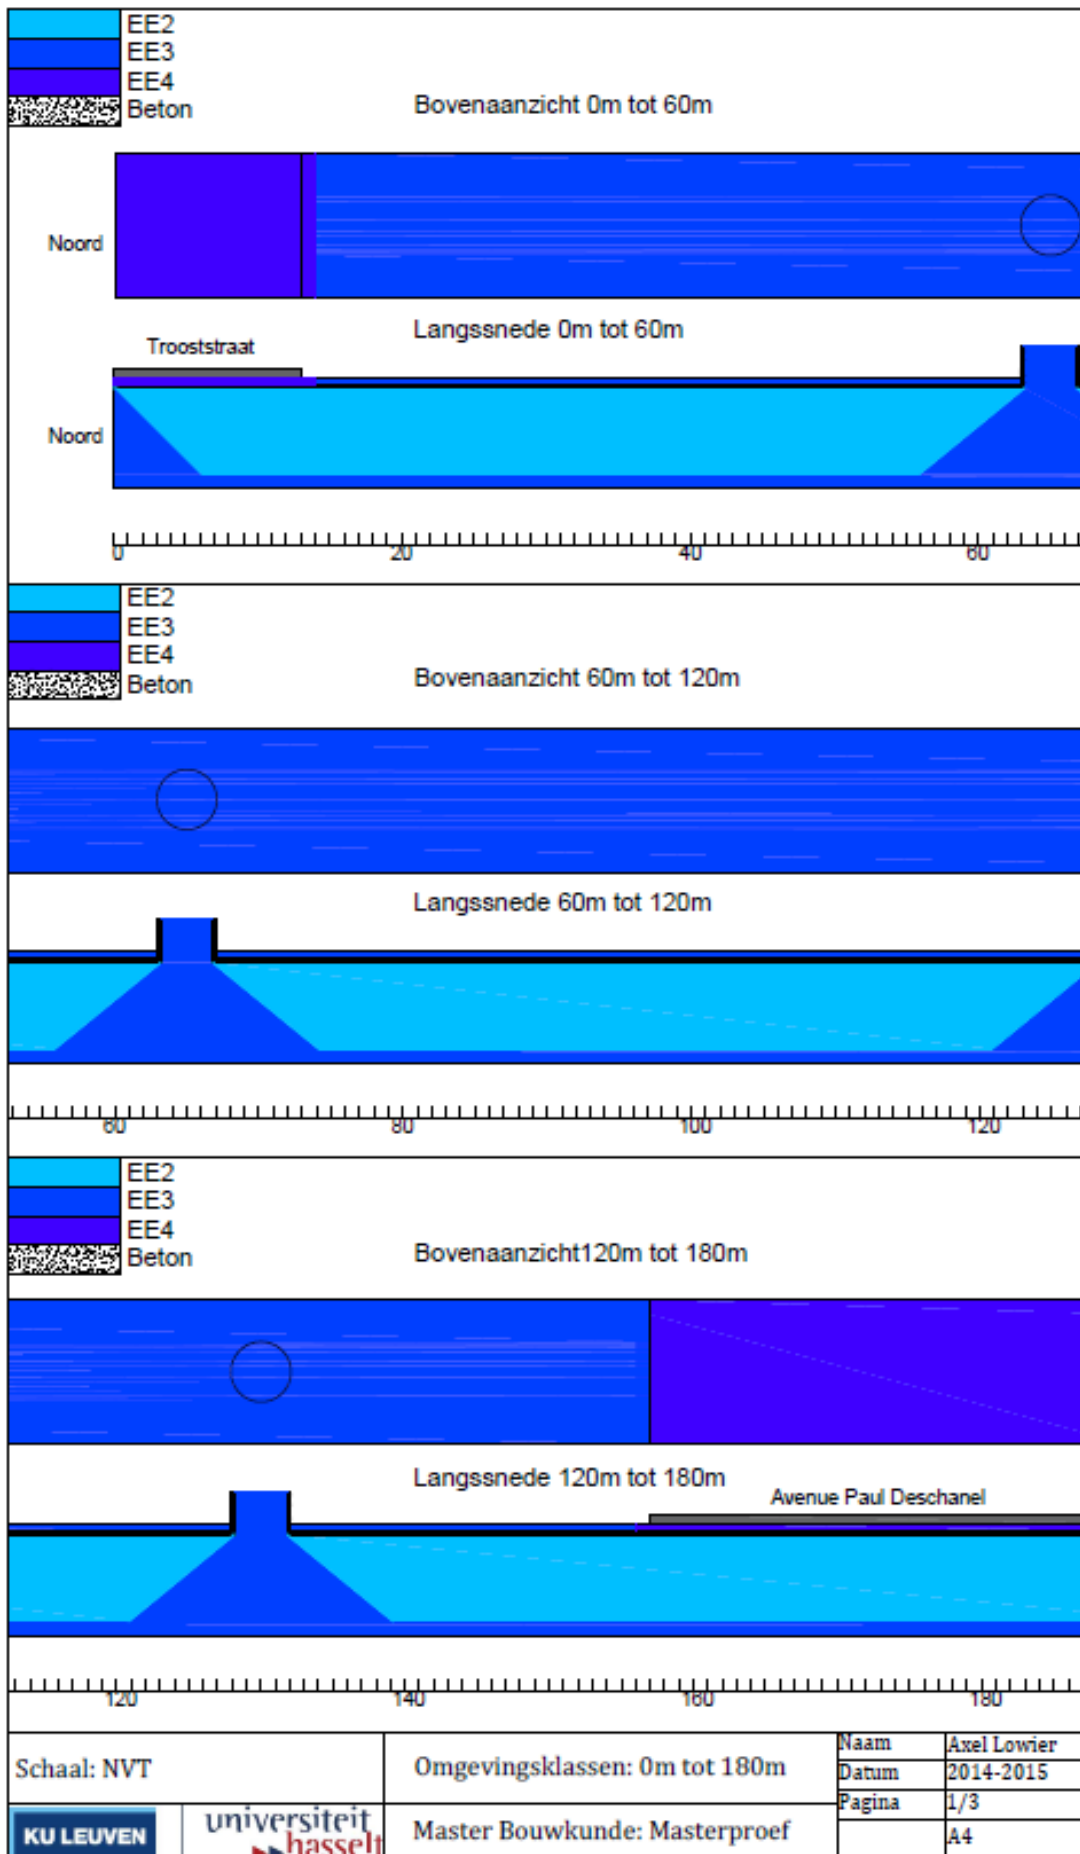 EE2
EE3
EE4
Beton
Bovenaanzicht 0m tot 60m
Noord
Langssnede 0m tot 60m
Trooststraat
Noord
0 20 40 60
EE2
EE3
EE4
Beton
Bovenaanzicht 60m tot 120m
Langssnede 60m tot 120m
60 80 100 120
EE2
EE3
EE4
Beton
Bovenaanzicht120m tot 180m
Langssnede 120m tot 180m
Avenue Paul Deschanel
120 140 160 180
Schaal: NVT
Omgevingsklassen: 0m tot 180m
Naam Axel Lowier
Datum 2014-2015
Pagina 1/3
A4
KU LEUVEN
universiteit
hasselt
Master Bouwkunde: Masterproef